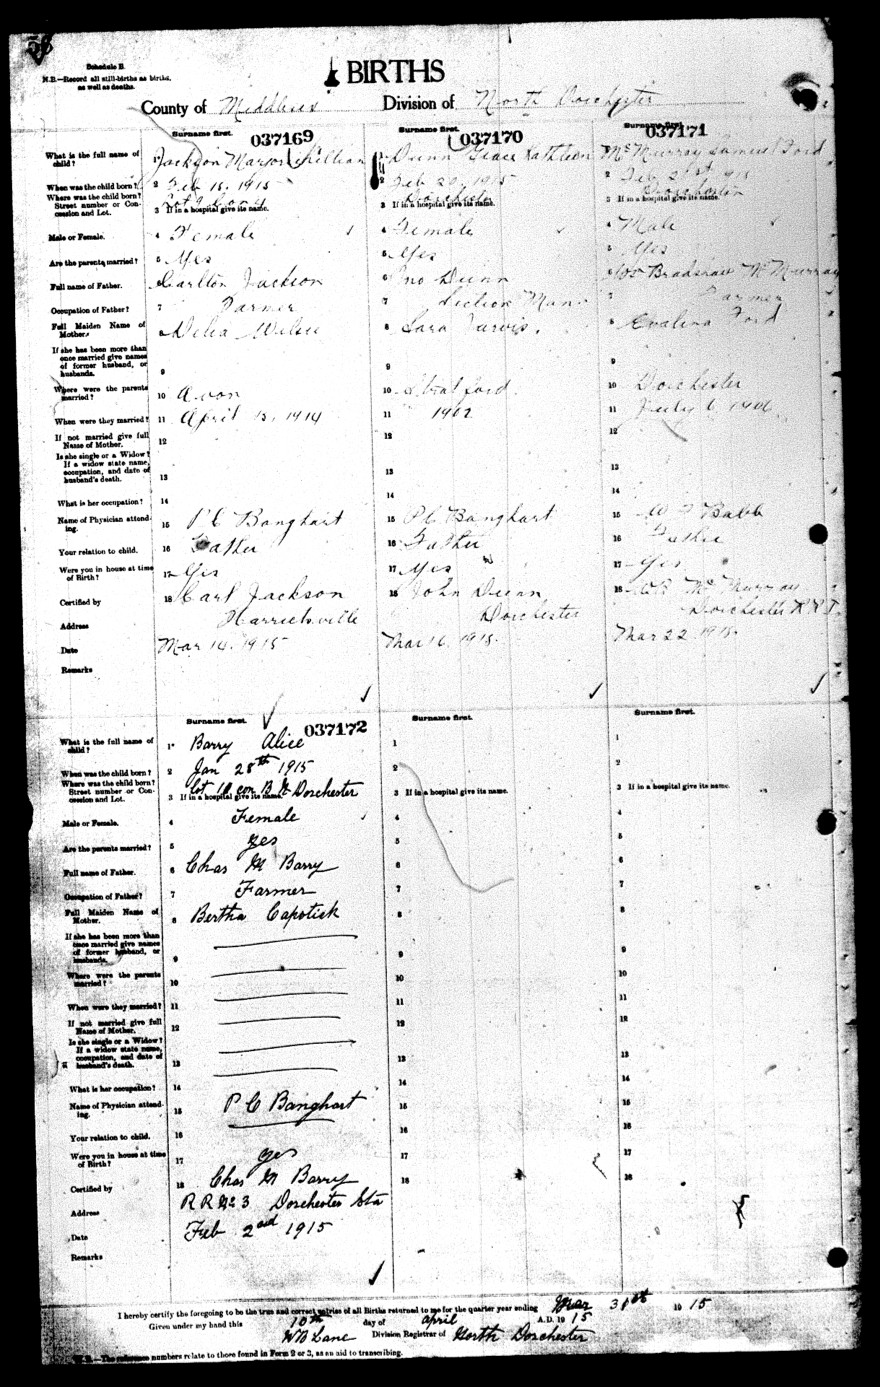 Schedule B.
N.B.—Record all still-births as births, as well as deaths.
BIRTHS
County of Middlesex Division of North Dorchester
Surname first. 037169
What is the full name of child? 1 Jackson Marion Lillian
When was the child born? 2 Feb 18, 1915
Where was the child born? Street number or Concession and Lot. 3 If in a hospital give its name.
Male or Female. 4 Female
Are the parents married? 5 Yes
Full name of Father. 6 Carlton Jackson
Occupation of Father? 7 Farmer
Full Maiden Name of Mother. 8 Delia Wilsie
If she has been more than once married give names of former husband, or husbands. 9
Where were the parents married? 10 Avon
When were they married? 11 April 1914
If not married give full Name of Mother. 12
Is she single or a Widow? If a widow state name, occupation, and date of husband's death. 13
What is her occupation? 14
Name of Physician attending. 15 P C Banghart
Your relation to child. 16 Father
Were you in house at time of Birth? 17 Yes
Certified by 18 Carl Jackson
Address Harrietsville
Date Mar 14, 1915
Remarks
Surname first. 037170
1 Dunn Grace Kathleen
2 Feb 20, 1915
Dorchester
3 If in a hospital give its name.
4 Female
5 Yes
6 Jno Dunn
7 Section Man
8 Sara Jarvis.
9
10 Stratford
11 1902
12
13
14
15 P C Banghart
16 Father
17 Yes
18 John Dunn
Dorchester
Mar 16, 1915.
Surname first. 037171
1 McMurray Samuel Ford
2 Feb 21st 1915
Dorchester
3 If in a hospital give its name.
4 Male
5 Yes
6 Bradshaw McMurray
7 Farmer
8 Evalina Ford
9
10 Dorchester
11 July 6, 1906
12
13
14
15 Babb
16 Father
17 Yes
18 McMurray
Dorchester R R 1
Mar 22 1915.
Surname first. 037172
What is the full name of child? 1 Barry Alice
When was the child born? 2 Jan 28th 1915
Where was the child born? Street number or Concession and Lot. Lot 10 con B N Dorchester
3 If in a hospital give its name.
Male or Female. 4 Female
Are the parents married? 5 yes
Full name of Father. 6 Chas M Barry
Occupation of Father? 7 Farmer
Full Maiden Name of Mother. 8 Bertha Capstick
If she has been more than once married give names of former husband, or husbands. 9
Where were the parents married? 10
When were they married? 11
If not married give full Name of Mother. 12
Is she single or a Widow? If a widow state name, occupation, and date of husband's death. 13
What is her occupation? 14
Name of Physician attending. 15 P C Banghart
Your relation to child. 16
Were you in house at time of Birth? 17 yes
Certified by 18 Chas M Barry
Address R R No 3 Dorchester Sta
Date Feb 2nd 1915
Remarks
Surname first.
1
2
3 If in a hospital give its name.
4
5
6
7
8
9
10
11
12
13
14
15
16
17
18
Surname first.
1
2
3 If in a hospital give its name.
4
5
6
7
8
9
10
11
12
13
14
15
16
17
18
I hereby certify the foregoing to be the true and correct entries of all Births returned to me for the quarter year ending Mar 31st 1915
Given under my hand this 10th day of April A.D. 1915
W B Lane Division Registrar of North Dorchester
N.B.—The reference numbers relate to those found in Form 2 or 3, as an aid to transcribing.